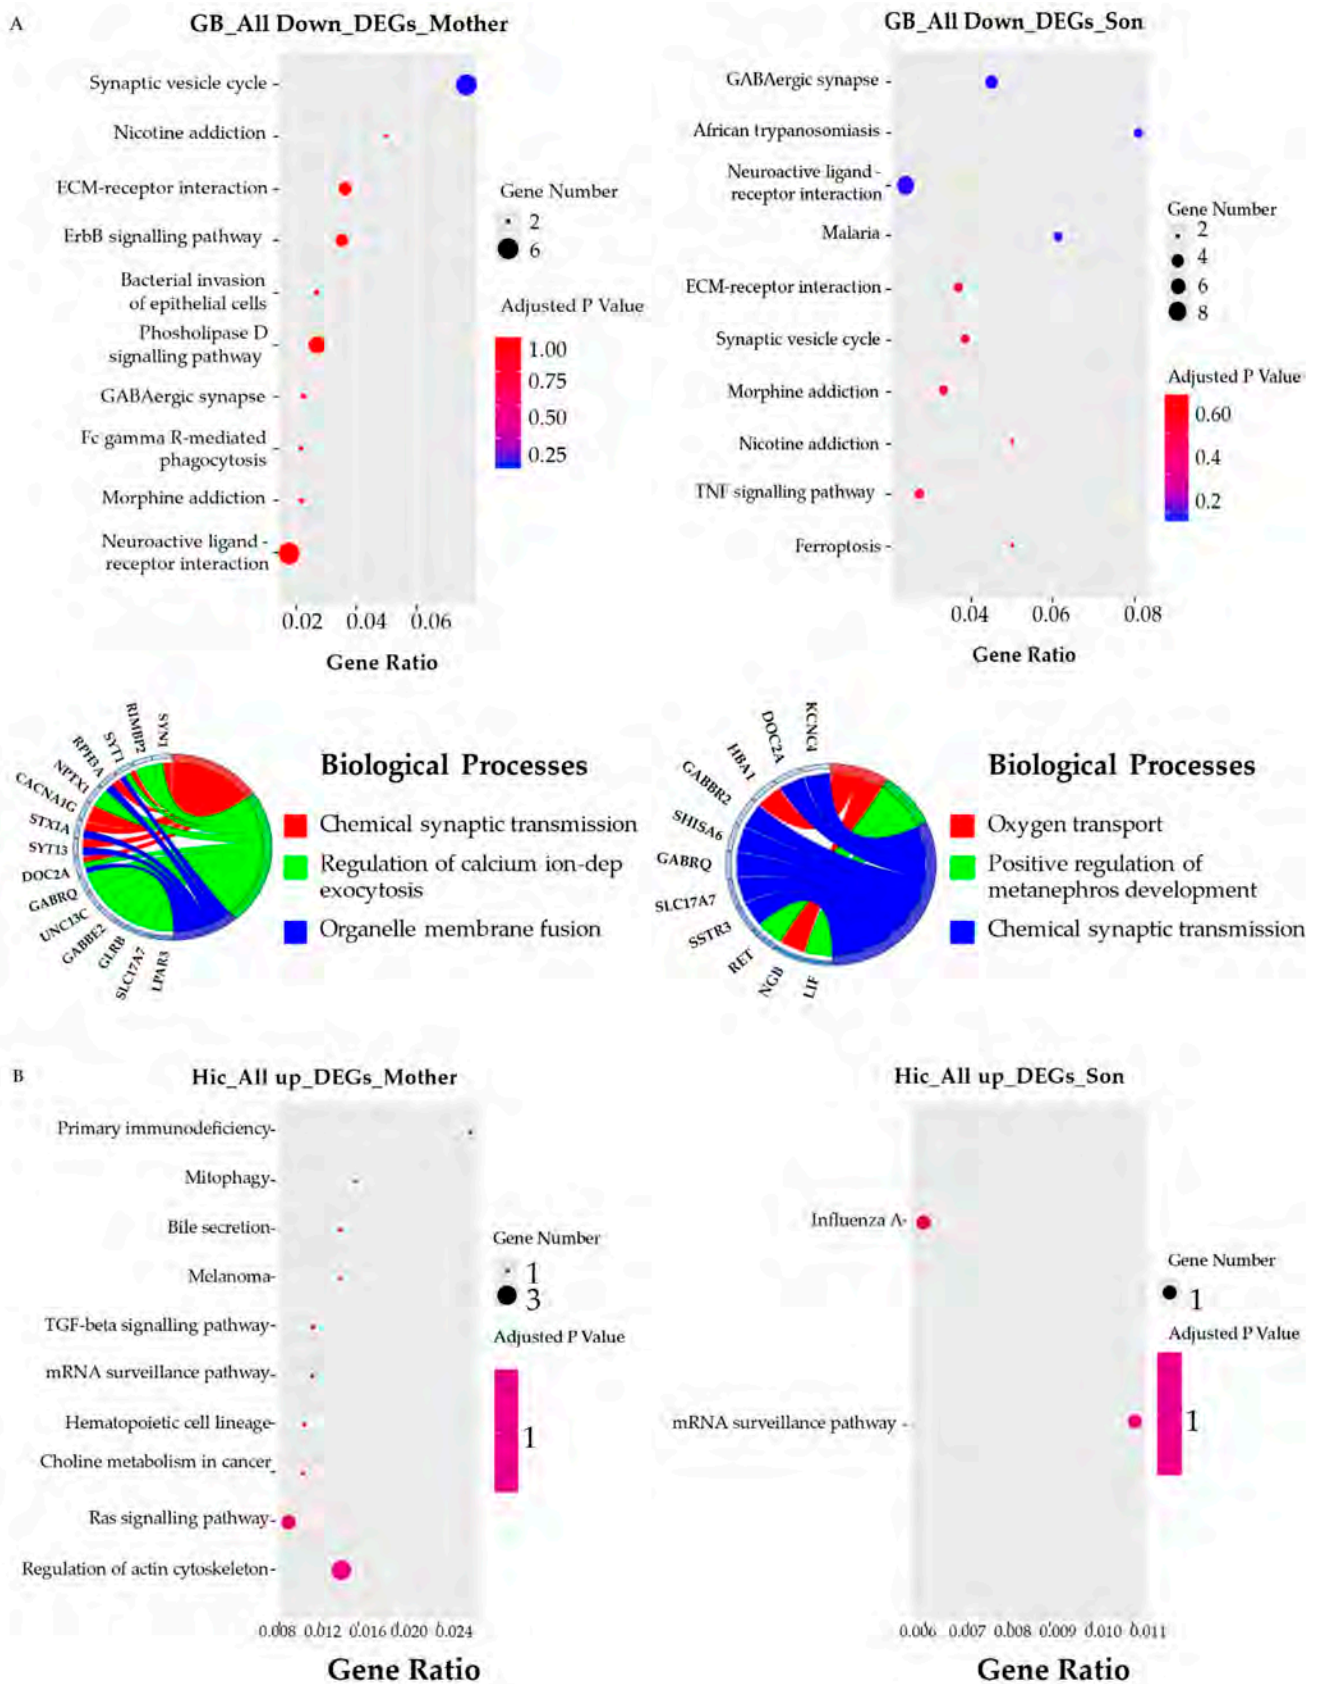 A
GB_All Down_DEGs_Mother
Synaptic vesicle cycle
Nicotine addiction
ECM-receptor interaction
ErbB signalling pathway
Bacterial invasion
of epithelial cells
Phosholipase D
signalling pathway
GABAergic synapse
Fc gamma R-mediated
phagocytosis
Morphine addiction
Neuroactive ligand -
receptor interaction
0.02 0.04 0.06
Gene Ratio
Gene Number
2
6
Adjusted P Value
1.00
0.75
0.50
0.25
GB_All Down_DEGs_Son
GABAergic synapse
African trypanosomiasis
Neuroactive ligand -
receptor interaction
Malaria
ECM-receptor interaction
Synaptic vesicle cycle
Morphine addiction
Nicotine addiction
TNF signalling pathway
Ferroptosis
0.04 0.06 0.08
Gene Ratio
Gene Number
2
4
6
8
Adjusted P Value
0.60
0.4
0.2
SYN1
RIMBP2
SYT1
RPH3A
NPTX1
CACNA1G
STX1A
SYT13
DOC2A
GABRQ
UNC13C
GABBE2
GLRB
SLC17A7
LPAR3
Biological Processes
Chemical synaptic transmission
Regulation of calcium ion-dep
exocytosis
Organelle membrane fusion
KCNC4
DOC2A
HBA1
GABBR2
SHISA6
GABRQ
SLC17A7
SSTR3
RET
NGB
LIF
Biological Processes
Oxygen transport
Positive regulation of
metanephros development
Chemical synaptic transmission
B
Hic_All up_DEGs_Mother
Primary immunodeficiency
Mitophagy
Bile secretion
Melanoma
TGF-beta signalling pathway
mRNA surveillance pathway
Hematopoietic cell lineage
Choline metabolism in cancer
Ras signalling pathway
Regulation of actin cytoskeleton
0.008 0.012 0.016 0.020 0.024
Gene Ratio
Gene Number
1
3
Adjusted P Value
1
Hic_All up_DEGs_Son
Influenza A
mRNA surveillance pathway
0.006 0.007 0.008 0.009 0.010 0.011
Gene Ratio
Gene Number
1
Adjusted P Value
1